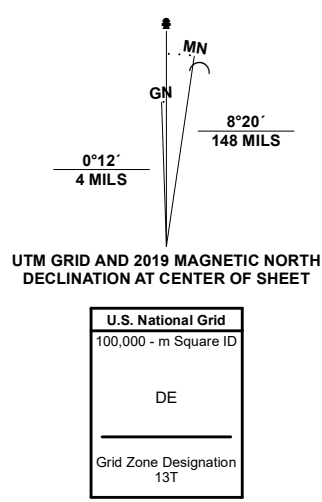 MN
GN
8°20´
148 MILS
0°12´
4 MILS
UTM GRID AND 2019 MAGNETIC NORTH
DECLINATION AT CENTER OF SHEET
U.S. National Grid
100,000 - m Square ID
DE
Grid Zone Designation
13T